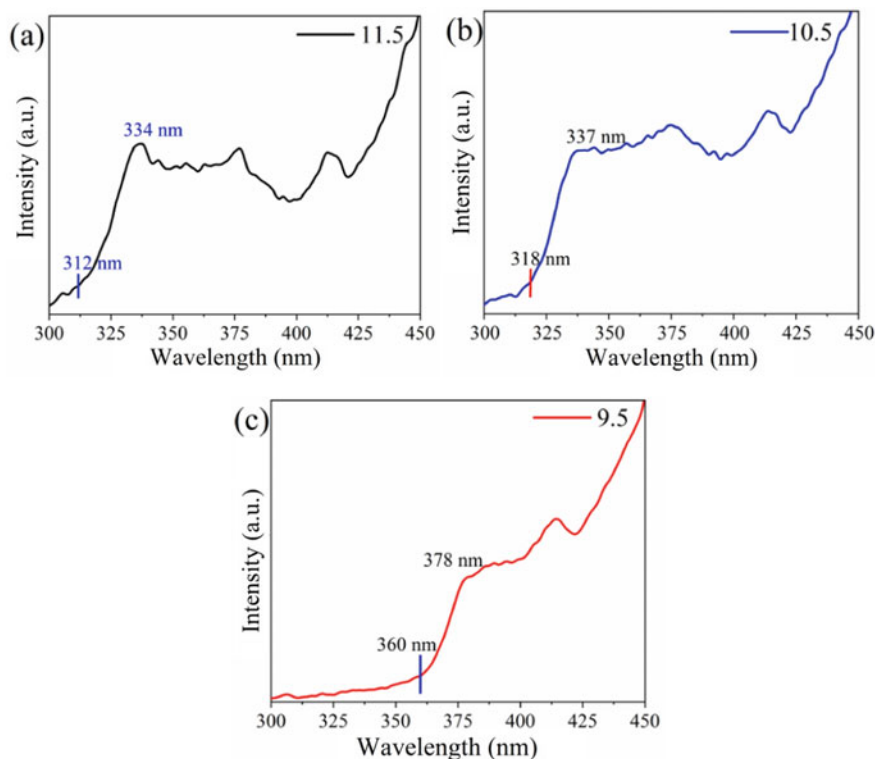 (a)
11.5
334 nm
312 nm
Intensity (a.u.)
300 325 350 375 400 425 450
Wavelength (nm)
(b)
10.5
337 nm
318 nm
Intensity (a.u.)
300 325 350 375 400 425 450
Wavelength (nm)
(c)
9.5
378 nm
360 nm
Intensity (a.u.)
300 325 350 375 400 425 450
Wavelength (nm)